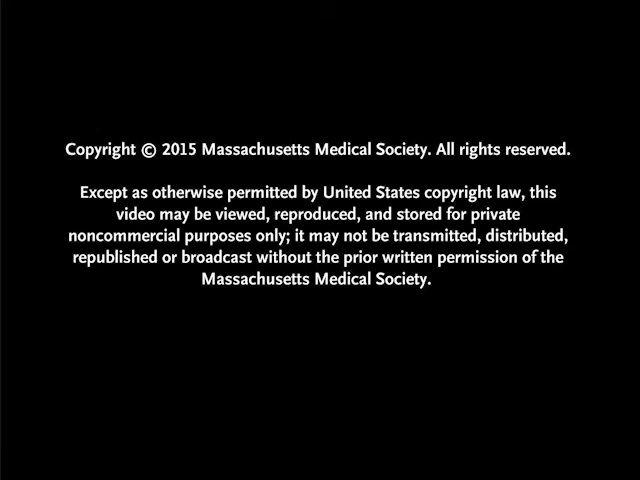 Copyright © 2015 Massachusetts Medical Society. All rights reserved.
Except as otherwise permitted by United States copyright law, this
video may be viewed, reproduced, and stored for private
noncommercial purposes only; it may not be transmitted, distributed,
republished or broadcast without the prior written permission of the
Massachusetts Medical Society.